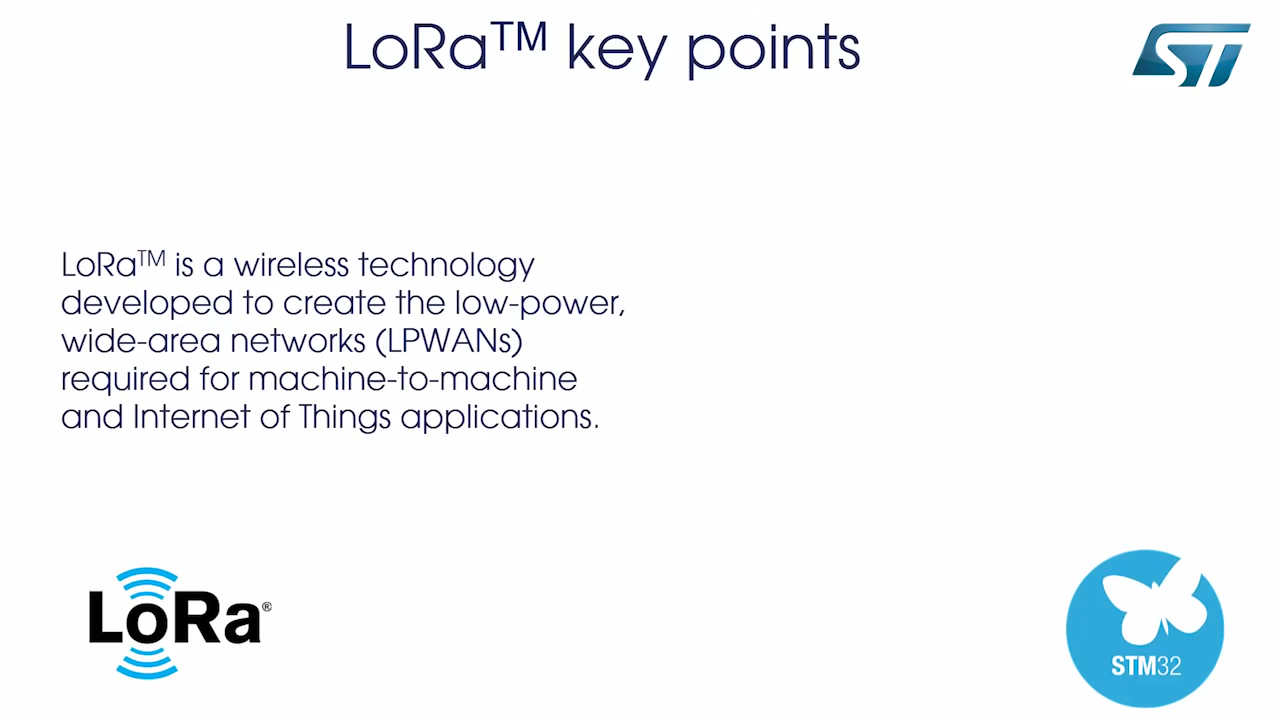 LoRa™ key points
ST
LoRa™ is a wireless technology
developed to create the low-power,
wide-area networks (LPWANs)
required for machine-to-machine
and Internet of Things applications.
LoRa®
STM32